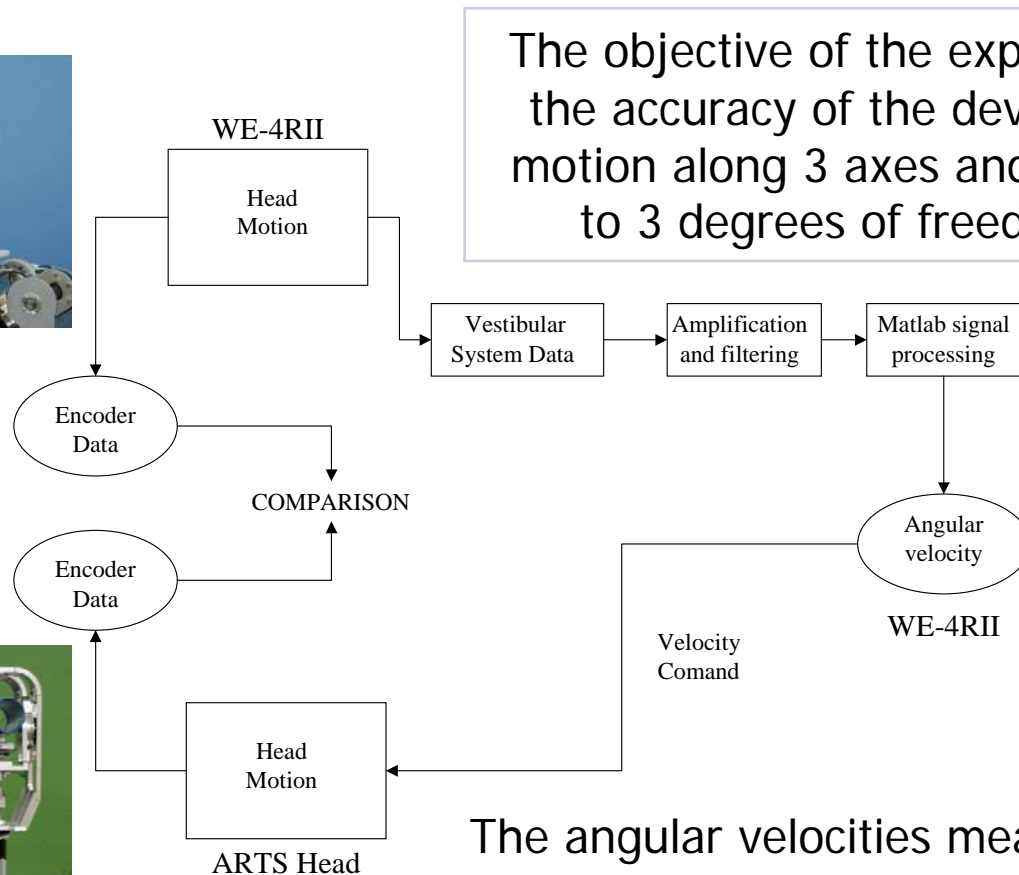 The objective of the exp
the accuracy of the dev
motion along 3 axes and
to 3 degrees of freed
WE-4RII
Head
Motion
Vestibular
System Data
Amplification
and filtering
Matlab signal
processing
Encoder
Data
COMPARISON
Encoder
Data
Angular
velocity
WE-4RII
Velocity
Comand
Head
Motion
ARTS Head
The angular velocities mea